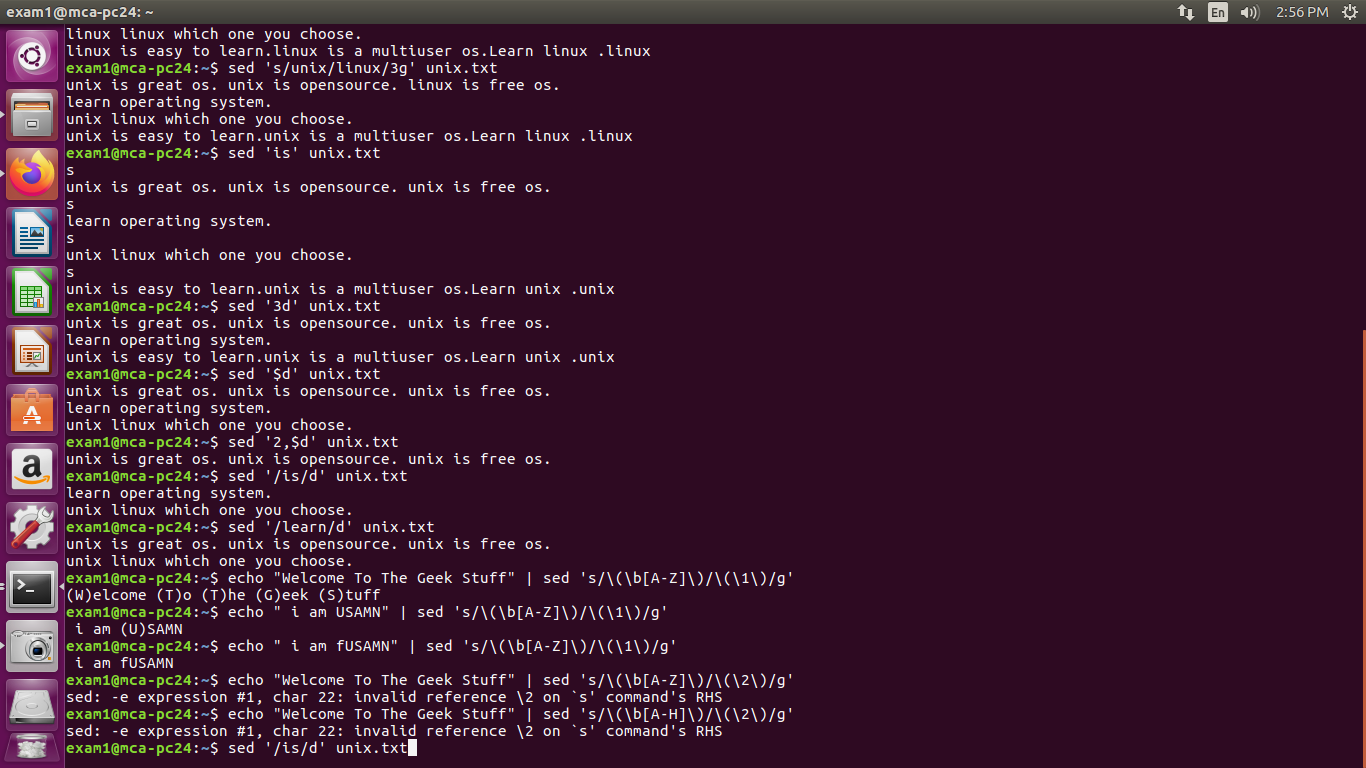 exam1@mca-pc24: ~
En
2:56 PM
linux linux which one you choose.
linux is easy to learn.linux is a multiuser os.Learn linux .linux
exam1@mca-pc24:~$ sed 's/unix/linux/3g' unix.txt
unix is great os. unix is opensource. linux is free os.
learn operating system.
unix linux which one you choose.
unix is easy to learn.unix is a multiuser os.Learn linux .linux
exam1@mca-pc24:~$ sed 'is' unix.txt
s
unix is great os. unix is opensource. unix is free os.
s
learn operating system.
s
unix linux which one you choose.
s
unix is easy to learn.unix is a multiuser os.Learn unix .unix
exam1@mca-pc24:~$ sed '3d' unix.txt
unix is great os. unix is opensource. unix is free os.
learn operating system.
unix is easy to learn.unix is a multiuser os.Learn unix .unix
exam1@mca-pc24:~$ sed '$d' unix.txt
unix is great os. unix is opensource. unix is free os.
learn operating system.
unix linux which one you choose.
exam1@mca-pc24:~$ sed '2,$d' unix.txt
unix is great os. unix is opensource. unix is free os.
exam1@mca-pc24:~$ sed '/is/d' unix.txt
learn operating system.
unix linux which one you choose.
exam1@mca-pc24:~$ sed '/learn/d' unix.txt
unix is great os. unix is opensource. unix is free os.
unix linux which one you choose.
exam1@mca-pc24:~$ echo "Welcome To The Geek Stuff" | sed 's/\(\b[A-Z]\)/\(\1\)/g'
(W)elcome (T)o (T)he (G)eek (S)tuff
exam1@mca-pc24:~$ echo " i am USAMN" | sed 's/\(\b[A-Z]\)/\(\1\)/g'
 i am (U)SAMN
exam1@mca-pc24:~$ echo " i am fUSAMN" | sed 's/\(\b[A-Z]\)/\(\1\)/g'
 i am fUSAMN
exam1@mca-pc24:~$ echo "Welcome To The Geek Stuff" | sed 's/\(\b[A-Z]\)/\(\2\)/g'
sed: -e expression #1, char 22: invalid reference \2 on `s' command's RHS
exam1@mca-pc24:~$ echo "Welcome To The Geek Stuff" | sed 's/\(\b[A-H]\)/\(\2\)/g'
sed: -e expression #1, char 22: invalid reference \2 on `s' command's RHS
exam1@mca-pc24:~$ sed '/is/d' unix.txt